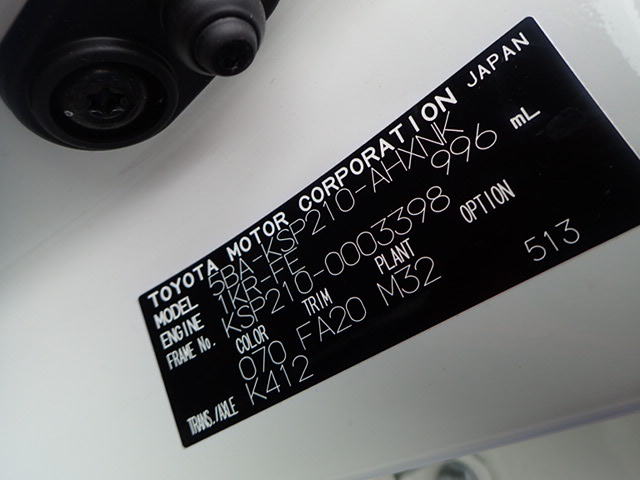 TOYOTA MOTOR CORPORATION JAPAN
MODEL 5BA-KSP210-AHXNK
ENGINE 1KR-FE 996 mL
FRAME No. KSP210-0003398
COLOR TRIM PLANT OPTION
070 FA20 M32 513
TRANS./AXLE K412